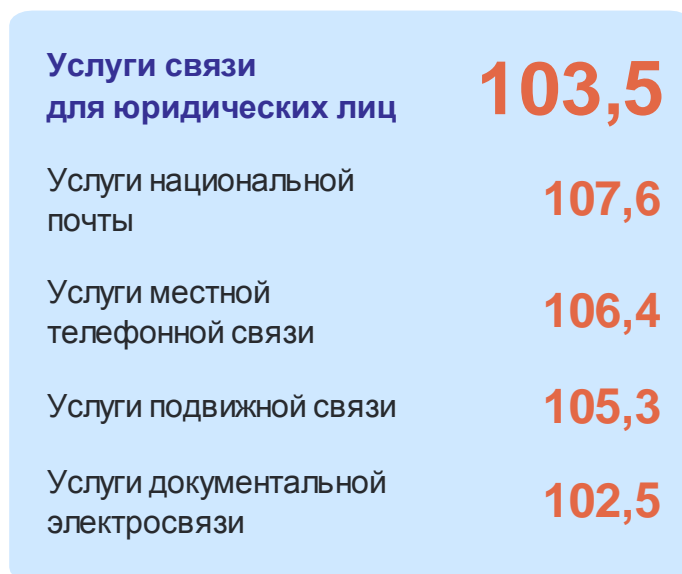 Услуги связи
для юридических лиц
103,5
Услуги национальной
почты
107,6
Услуги местной
телефонной связи
106,4
Услуги подвижной связи
105,3
Услуги документальной
электросвязи
102,5